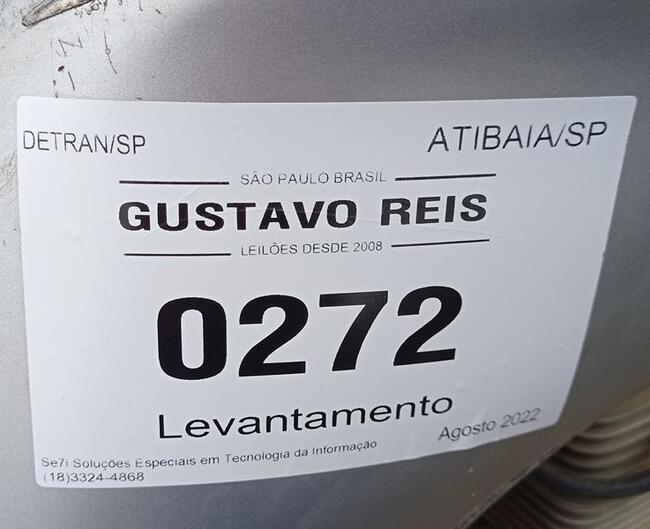 DETRAN/SP
ATIBAIA/SP
SÃO PAULO BRASIL
GUSTAVO REIS
LEILÕES DESDE 2008
0272
Levantamento
Agosto 2022
Se7i Soluções Especiais em Tecnologia da Informação
(18)3324-4868